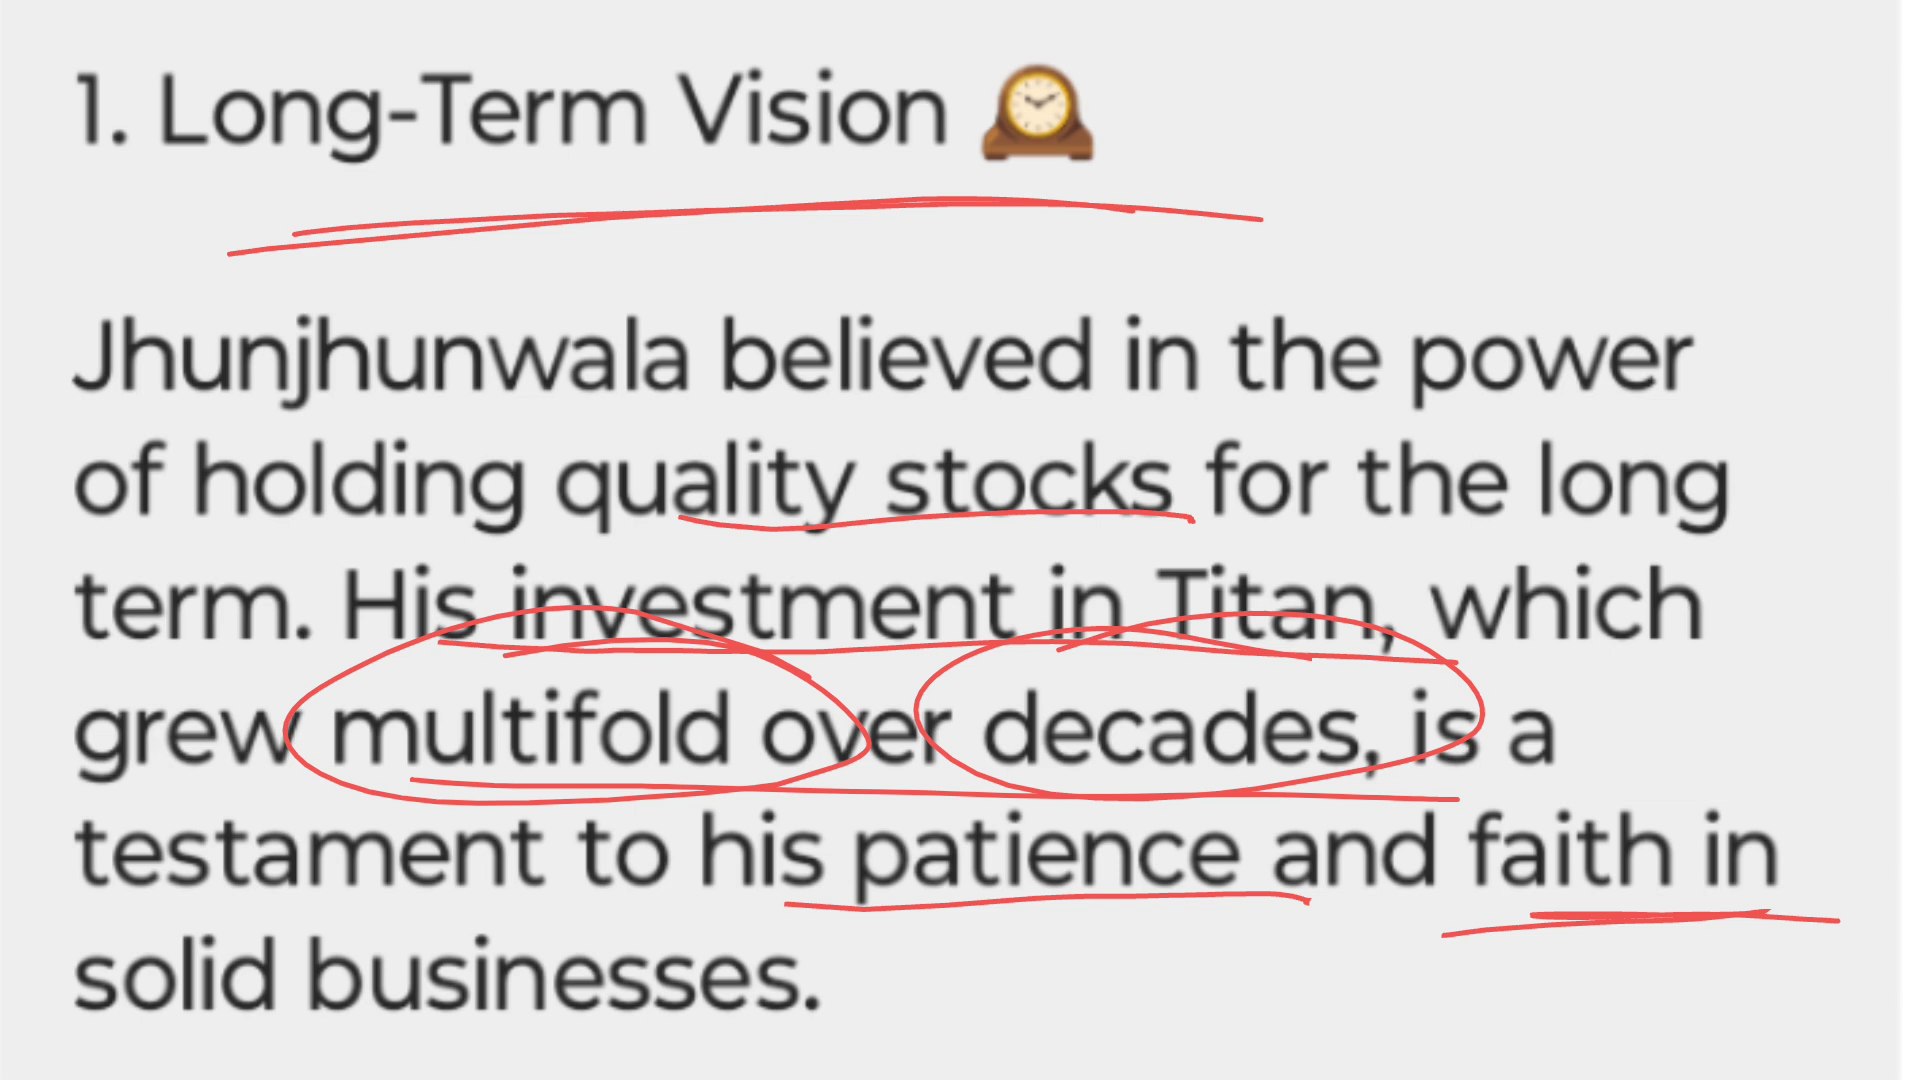 1. Long-Term Vision 🕰️
Jhunjhunwala believed in the power
of holding quality stocks for the long
term. His investment in Titan, which
grew multifold over decades, is a
testament to his patience and faith in
solid businesses.